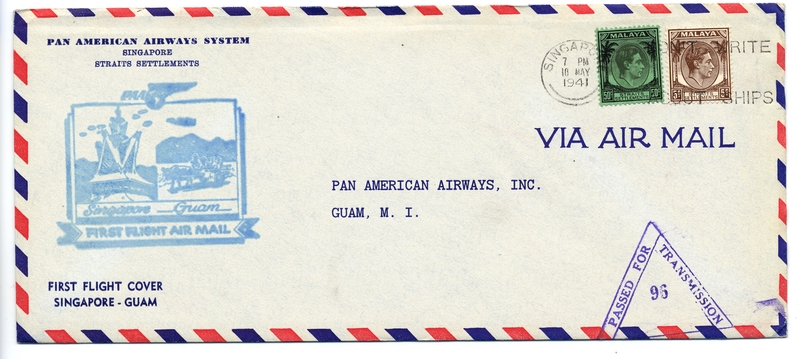 PAN AMERICAN AIRWAYS SYSTEM
SINGAPORE
STRAITS SETTLEMENTS
PAA
Singapore Guam
FIRST FLIGHT AIR MAIL
FIRST FLIGHT COVER
SINGAPORE - GUAM
SINGAPO
7 PM
10 MAY
1941
MALAYA
50c
MALAYA
5c
WRITE
SHIPS
VIA AIR MAIL
PAN AMERICAN AIRWAYS, INC.
GUAM, M. I.
PASSED FOR
TRANSMISSION
96